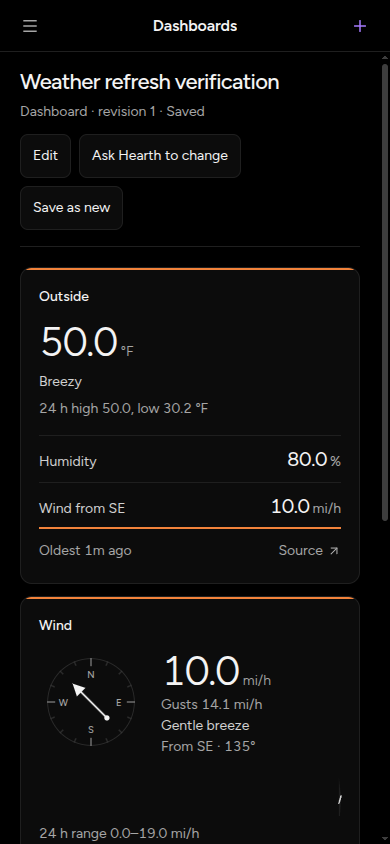 Dashboards
Weather refresh verification
Dashboard · revision 1 · Saved
Edit
Ask Hearth to change
Save as new
Outside
50.0 °F
Breezy
24 h high 50.0, low 30.2 °F
Humidity 80.0 %
Wind from SE 10.0 mi/h
Oldest 1m ago Source ↗
Wind
N
W E
S
10.0 mi/h
Gusts 14.1 mi/h
Gentle breeze
From SE · 135°
24 h range 0.0–19.0 mi/h